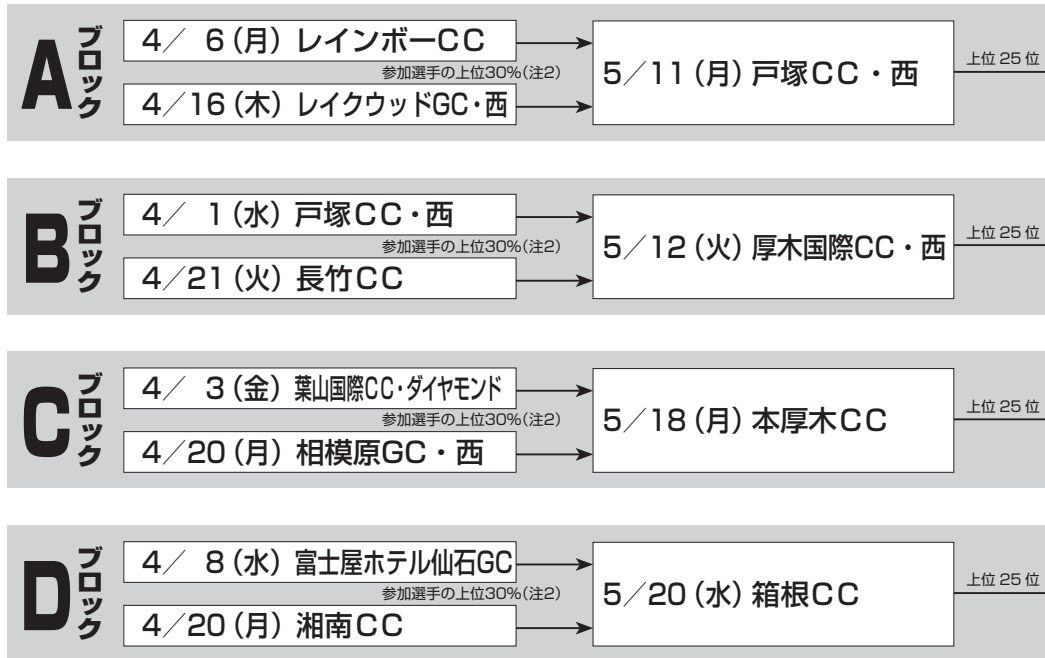 Aブロック
4／ 6（月）レインボーCC
参加選手の上位30%（注2）
4／16（木）レイクウッドGC・西
5／11（月）戸塚CC・西
上位 25 位
Bブロック
4／ 1（水）戸塚CC・西
参加選手の上位30%（注2）
4／21（火）長竹CC
5／12（火）厚木国際CC・西
上位 25 位
Cブロック
4／ 3（金）葉山国際CC・ダイヤモンド
参加選手の上位30%（注2）
4／20（月）相模原GC・西
5／18（月）本厚木CC
上位 25 位
Dブロック
4／ 8（水）富士屋ホテル仙石GC
参加選手の上位30%（注2）
4／20（月）湘南CC
5／20（水）箱根CC
上位 25 位